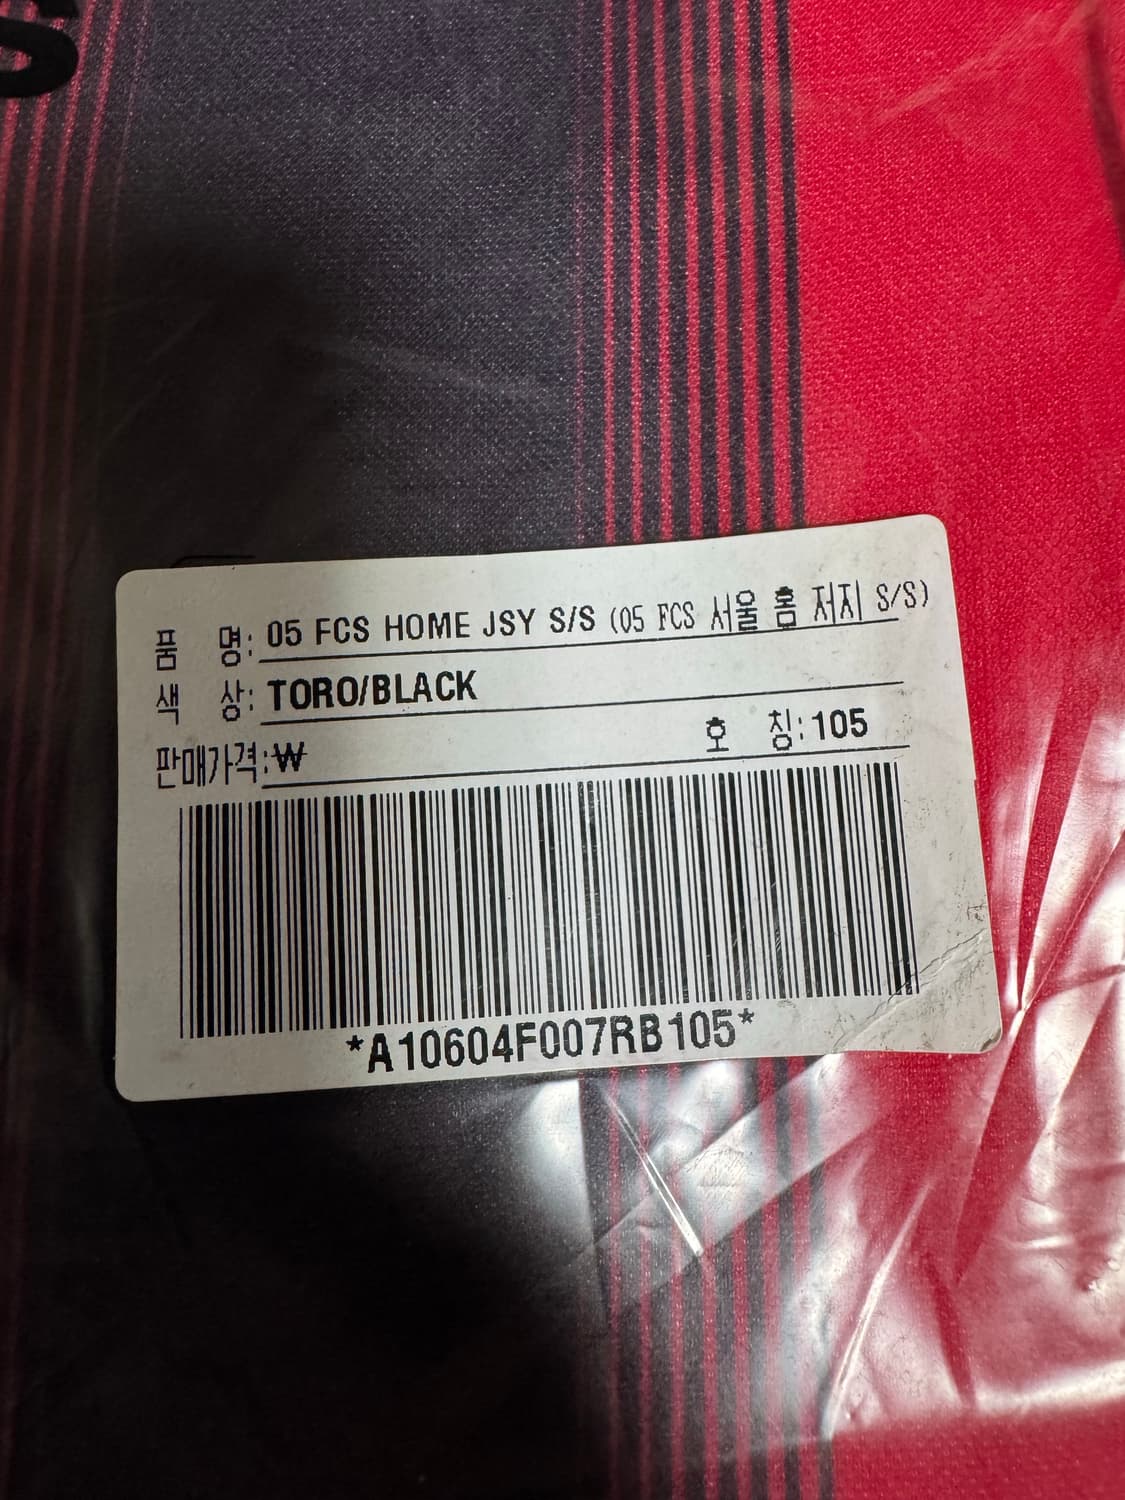 S
품 명: 05 FCS HOME JSY S/S (05 FCS 서울 홈 저지 S/S)
색 상: TORO/BLACK
판매가격:₩ 호 칭:105
*A10604F007RB105*